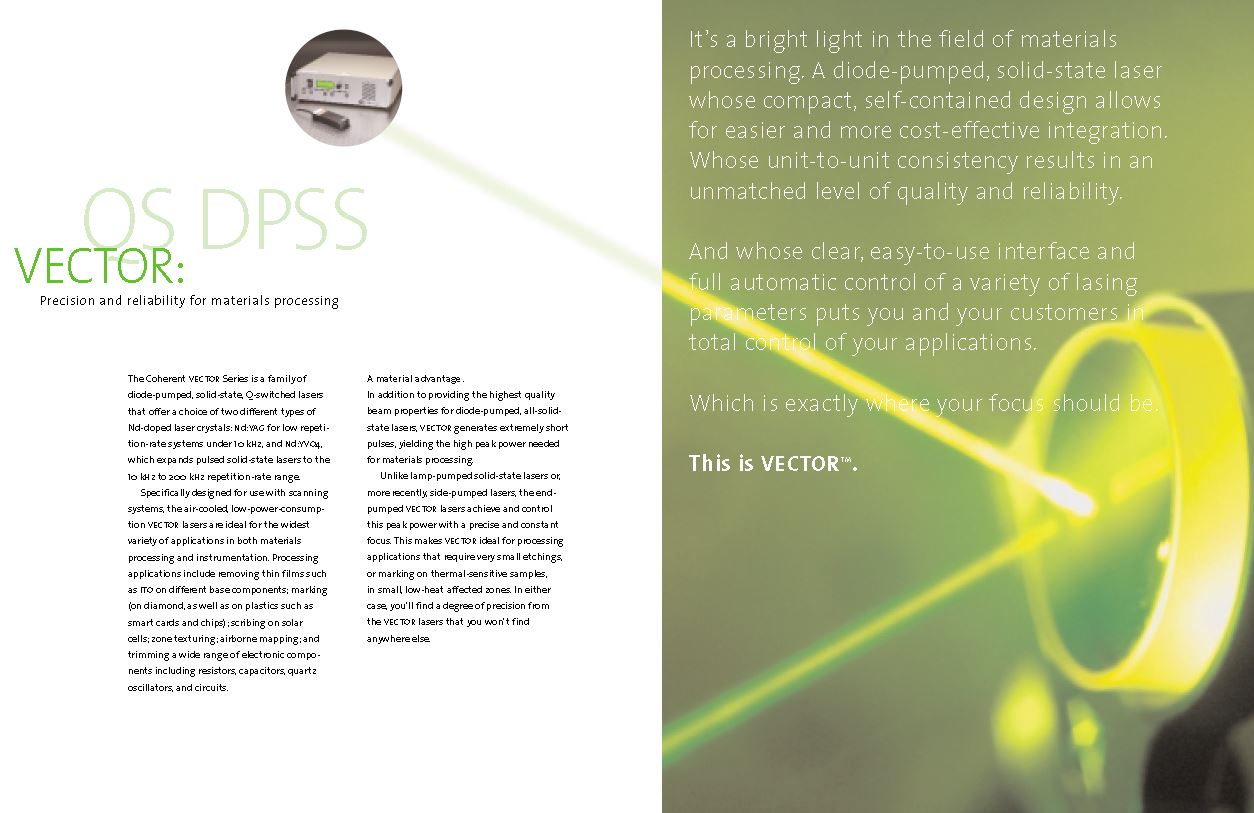 QS DPSS
VECTOR:
Precision and reliability for materials processing
The Coherent VECTOR Series is a family of
diode-pumped, solid-state, Q-switched lasers
that offer a choice of two different types of
Nd-doped laser crystals: Nd:YAG for low repeti-
tion-rate systems under 10 kHz, and Nd:YVO4,
which expands pulsed solid-state lasers to the
10 kHz to 200 kHz repetition-rate range.
Specifically designed for use with scanning
systems, the air-cooled, low-power-consump-
tion VECTOR lasers are ideal for the widest
variety of applications in both materials
processing and instrumentation. Processing
applications include removing thin films such
as ITO on different base components; marking
(on diamond, as well as on plastics such as
smart cards and chips); scribing on solar
cells; zone texturing; airborne mapping; and
trimming a wide range of electronic compo-
nents including resistors, capacitors, quartz
oscillators, and circuits.
A material advantage.
In addition to providing the highest quality
beam properties for diode-pumped, all-solid-
state lasers, VECTOR generates extremely short
pulses, yielding the high peak power needed
for materials processing.
Unlike lamp-pumped solid-state lasers or,
more recently, side-pumped lasers, the end-
pumped VECTOR lasers achieve and control
this peak power with a precise and constant
focus. This makes VECTOR ideal for processing
applications that require very small etchings,
or marking on thermal-sensitive samples,
in small, low-heat affected zones. In either
case, you'll find a degree of precision from
the VECTOR lasers that you won't find
anywhere else.
It's a bright light in the field of materials
processing. A diode-pumped, solid-state laser
whose compact, self-contained design allows
for easier and more cost-effective integration.
Whose unit-to-unit consistency results in an
unmatched level of quality and reliability.
And whose clear, easy-to-use interface and
full automatic control of a variety of lasing
parameters puts you and your customers in
total control of your applications.
Which is exactly where your focus should be.
This is VECTOR™.